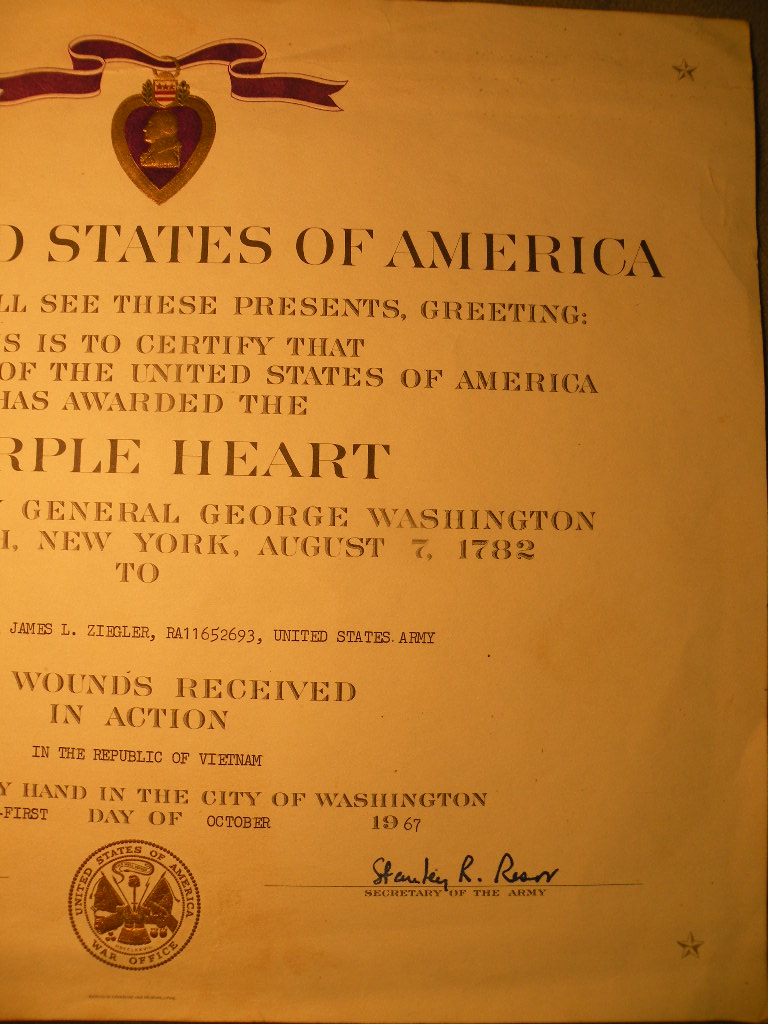 D STATES OF AMERICA
LL SEE THESE PRESENTS, GREETING:
S IS TO CERTIFY THAT
OF THE UNITED STATES OF AMERICA
HAS AWARDED THE
RPLE HEART
Y GENERAL GEORGE WASHINGTON
H, NEW YORK, AUGUST 7, 1782
TO
JAMES L. ZIEGLER, RA11652693, UNITED STATES ARMY
WOUNDS RECEIVED
IN ACTION
IN THE REPUBLIC OF VIETNAM
Y HAND IN THE CITY OF WASHINGTON
-FIRST DAY OF OCTOBER 1967
Stanley R. Resor
SECRETARY OF THE ARMY
UNITED STATES OF AMERICA
WAR OFFICE